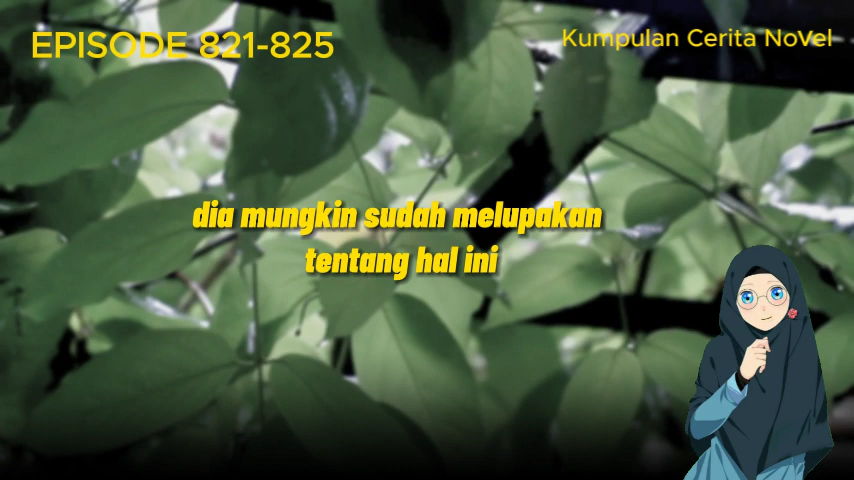 EPISODE 821-825
Kumpulan Cerita NoVel
dia mungkin sudah melupakan
tentang hal ini